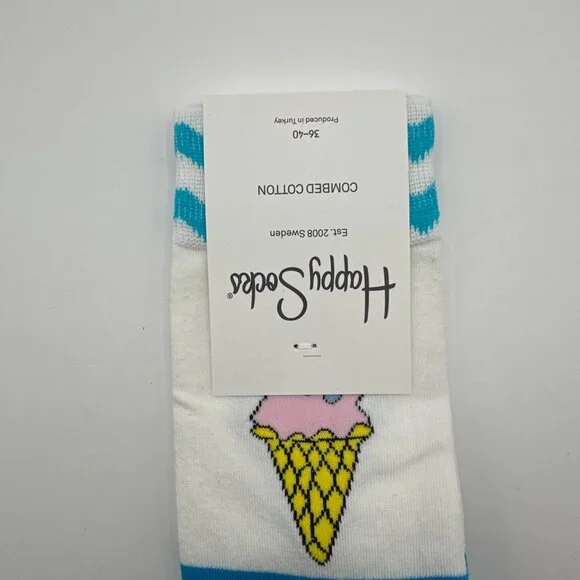 Happy Socks®
Est. 2008 Sweden
COMBED COTTON
36-40
Produced in Turkey